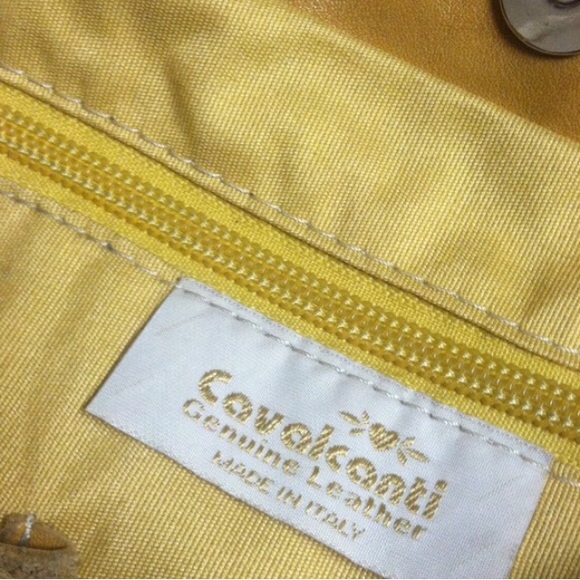 Cavalcanti
Genuine Leather
MADE IN ITALY